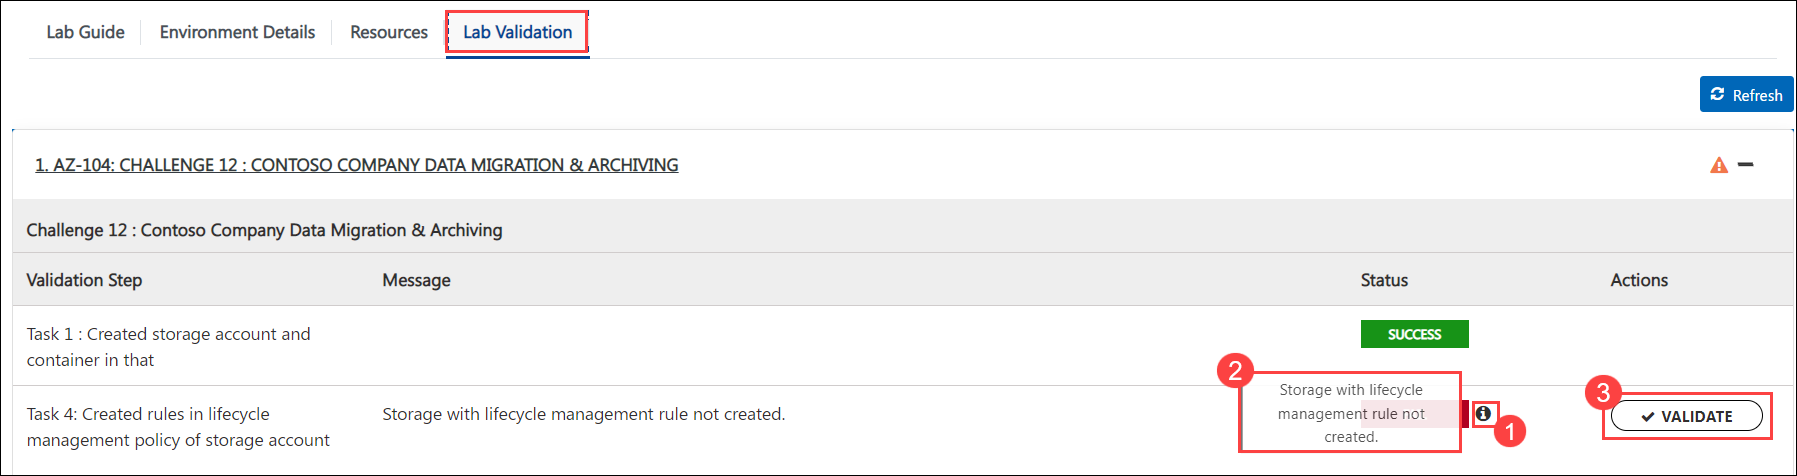 Lab Guide
Environment Details
Resources
Lab Validation
Refresh
1. AZ-104: CHALLENGE 12 : CONTOSO COMPANY DATA MIGRATION & ARCHIVING
Challenge 12 : Contoso Company Data Migration & Archiving
Validation Step
Message
Status
Actions
Task 1 : Created storage account and
container in that
SUCCESS
Task 4: Created rules in lifecycle
management policy of storage account
Storage with lifecycle management rule not created.
2
Storage with lifecycle
management rule not
created.
1
3
VALIDATE